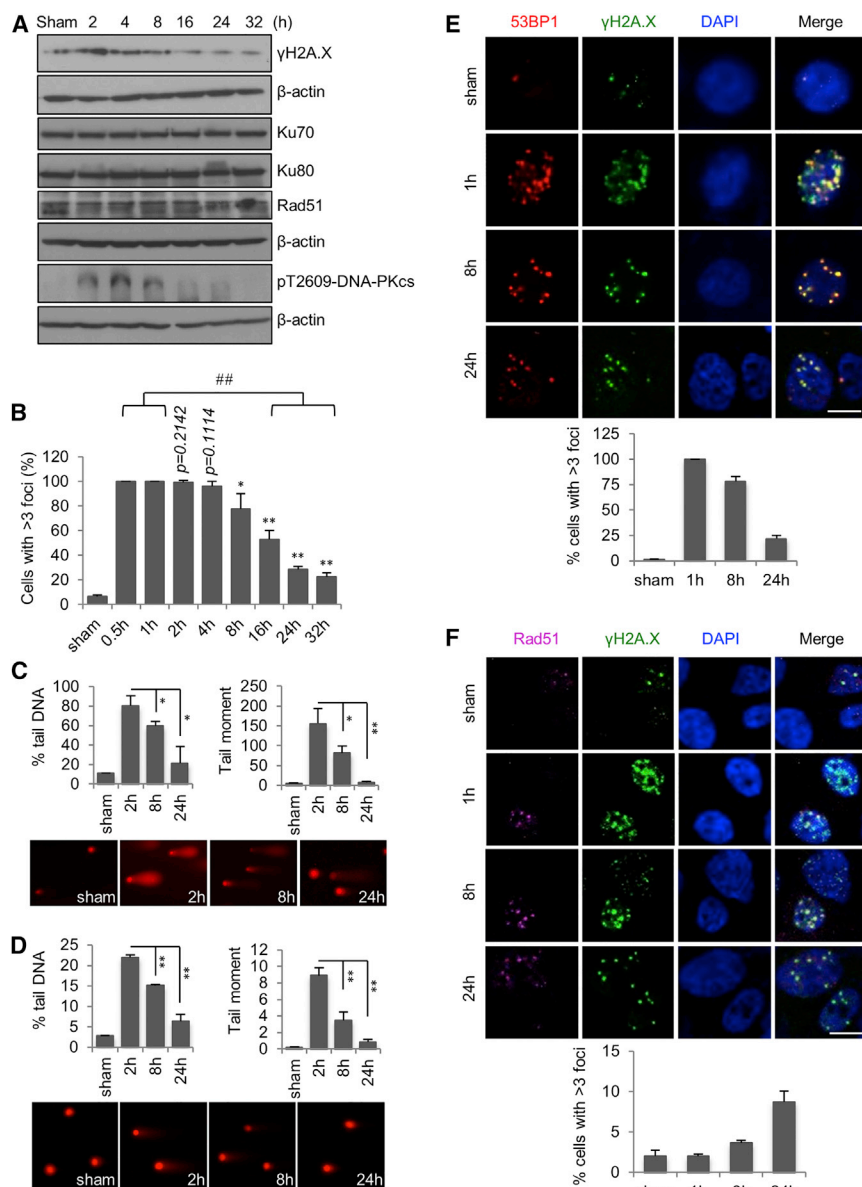 A
Sham 2 4 8 16 24 32 (h)
γH2A.X
β-actin
Ku70
Ku80
Rad51
β-actin
pT2609-DNA-PKcs
β-actin
B
##
p=0.2142
p=0.1114
*
**
**
**
Cells with >3 foci (%)
120
100
80
60
40
20
0
sham 0.5h 1h 2h 4h 8h 16h 24h 32h
C
% tail DNA
100
80
60
40
20
0
*
*
sham 2h 8h 24h
Tail moment
250
200
150
100
50
0
*
**
sham 2h 8h 24h
sham 2h 8h 24h
D
% tail DNA
25
20
15
10
5
0
**
**
sham 2h 8h 24h
Tail moment
12
10
8
6
4
2
0
**
**
sham 2h 8h 24h
sham 2h 8h 24h
E
53BP1 γH2A.X DAPI Merge
sham
1h
8h
24h
% cells with >3 foci
125
100
75
50
25
0
sham 1h 8h 24h
F
Rad51 γH2A.X DAPI Merge
sham
1h
8h
24h
% cells with >3 foci
15
10
5
0